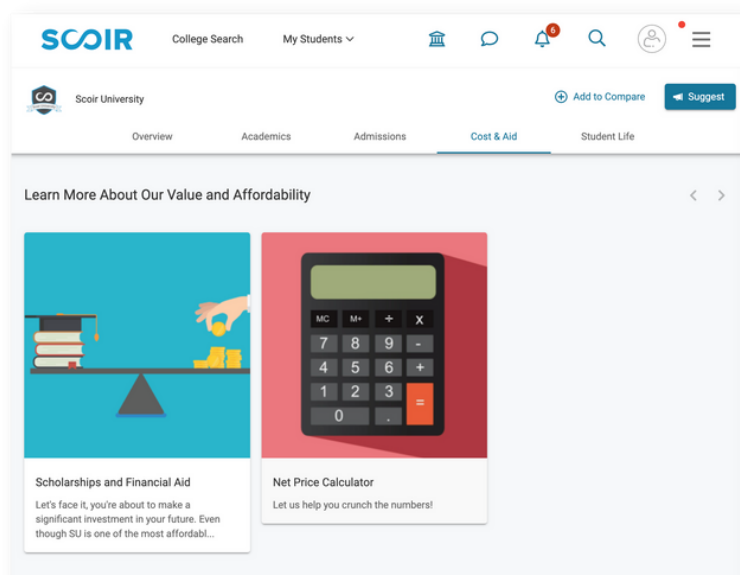 SCOIR College Search My Students 6
Scoir University Add to Compare Suggest
Overview Academics Admissions Cost & Aid Student Life
Learn More About Our Value and Affordability
MC M+ ÷ X
7 8 9 -
4 5 6 +
1 2 3 =
0 .
Scholarships and Financial Aid
Let's face it, you're about to make a
significant investment in your future. Even
though SU is one of the most affordabl...
Net Price Calculator
Let us help you crunch the numbers!